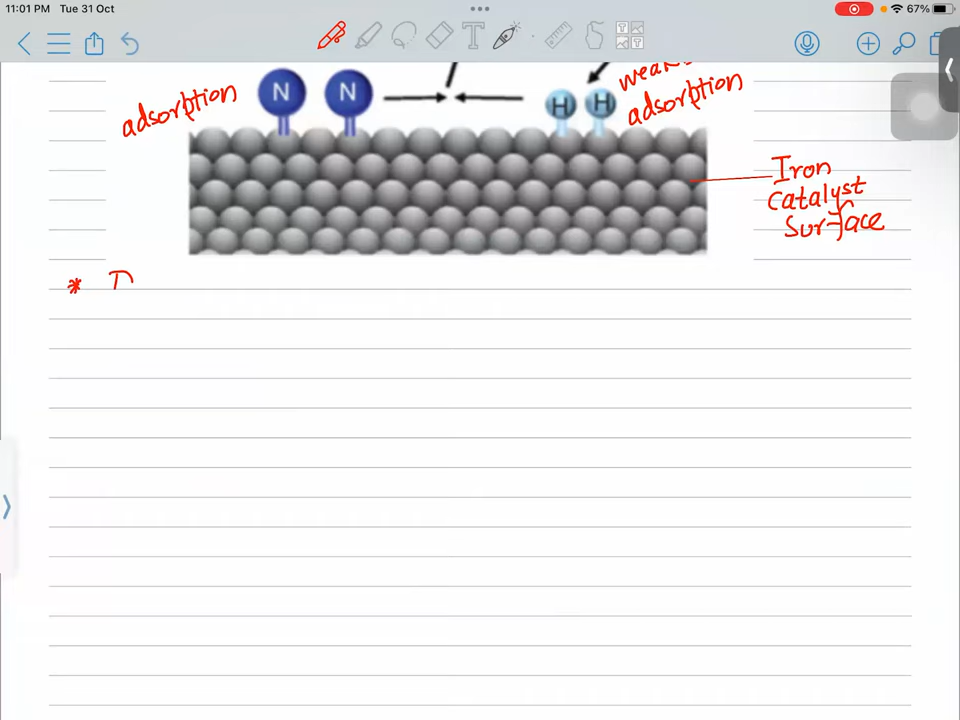 11:01 PM Tue 31 Oct
67%
adsorption
N N
H H
adsorption
Iron
Catalyst
Surface
*